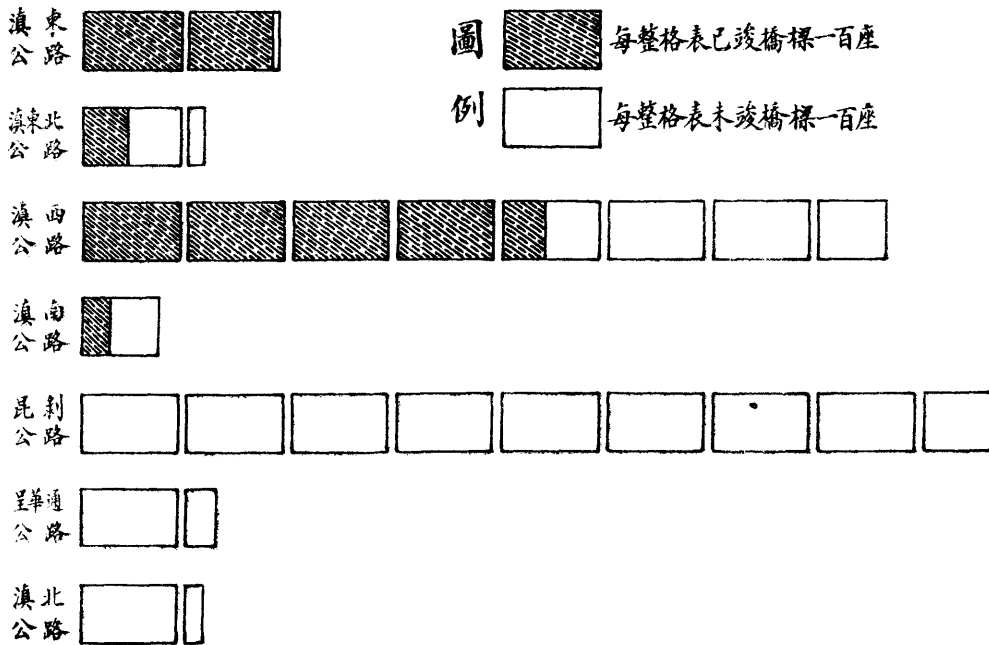 滇東
公路
圖 每整格表已竣橋樑一百座
例 每整格表未竣橋樑一百座
滇東北
公路
滇西
公路
滇南
公路
昆剥
公路
呈華通
公路
滇北
公路